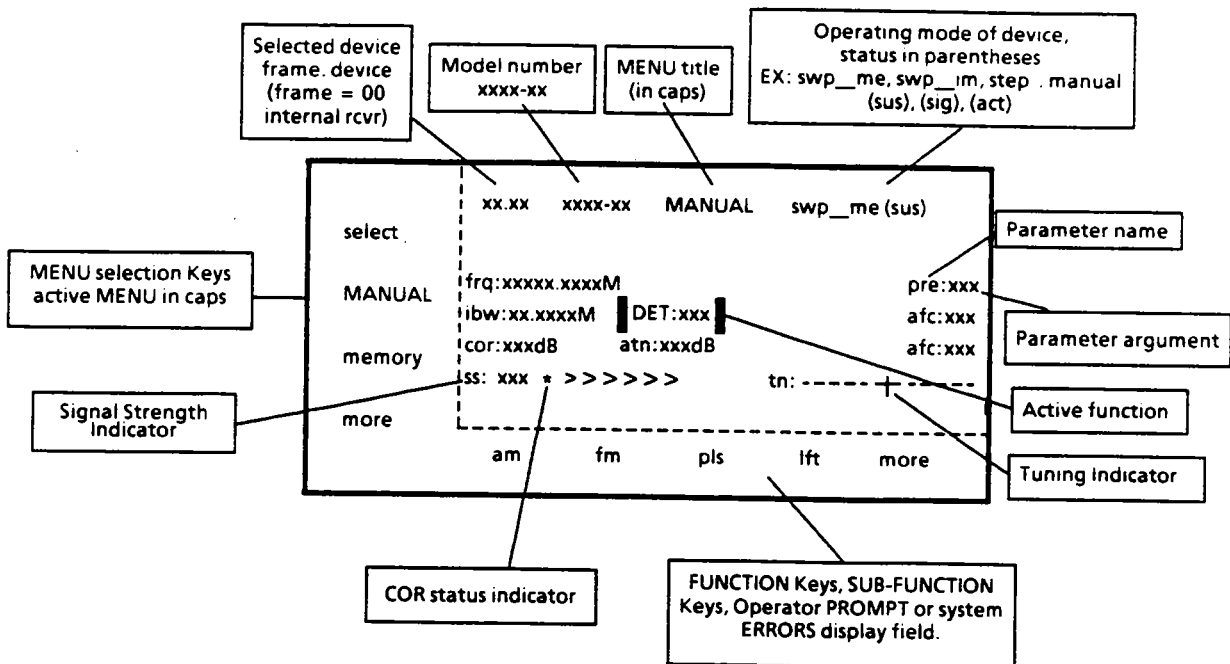 Selected device
frame. device
(frame = 00
internal rcvr)
Model number
xxxx-xx
MENU title
(in caps)
Operating mode of device,
status in parentheses
EX: swp__me, swp__im, step . manual
(sus), (sig), (act)
xx.xx xxxx-xx MANUAL swp__me (sus)
select
MANUAL
memory
more
MENU selection Keys
active MENU in caps
Signal Strength
Indicator
frq:xxxxx.xxxxM
ibw:xx.xxxxM DET:xxx
cor:xxxdB atn:xxxdB
ss: xxx * >>>>>> tn: -----------+----------
pre:xxx
afc:xxx
afc:xxx
am fm pls lft more
Parameter name
Parameter argument
Active function
Tuning Indicator
COR status indicator
FUNCTION Keys, SUB-FUNCTION
Keys, Operator PROMPT or system
ERRORS display field.